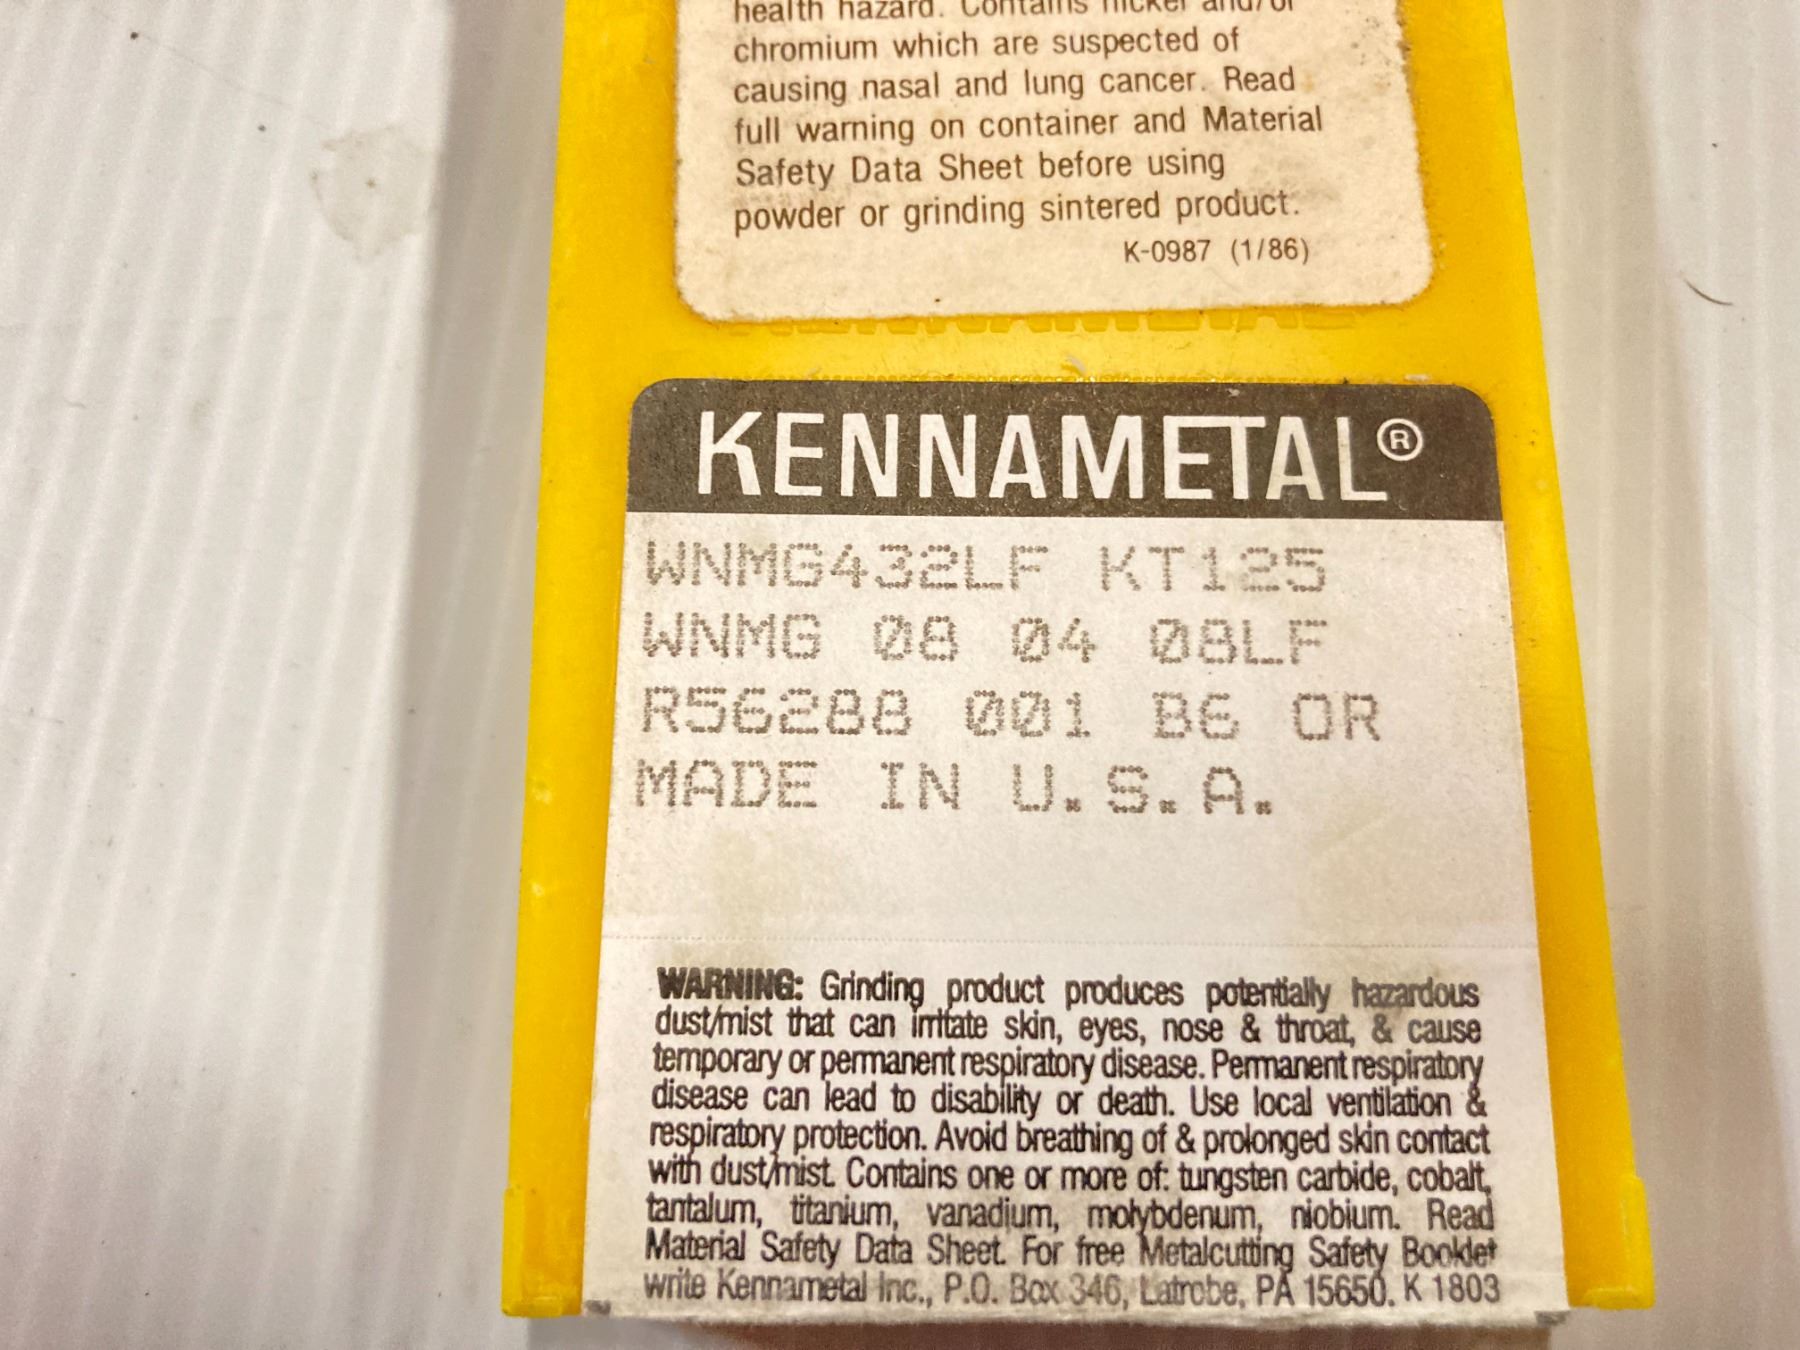 health hazard. Contains nickel and/or
chromium which are suspected of
causing nasal and lung cancer. Read
full warning on container and Material
Safety Data Sheet before using
powder or grinding sintered product.
K-0987 (1/86)
KENNAMETAL®
WNMG432LF KT125
WNMG 08 04 08LF
R56288 001 B6 OR
MADE IN U.S.A.
WARNING: Grinding product produces potentially hazardous
dust/mist that can irritate skin, eyes, nose & throat, & cause
temporary or permanent respiratory disease. Permanent respiratory
disease can lead to disability or death. Use local ventilation &
respiratory protection. Avoid breathing of & prolonged skin contact
with dust/mist. Contains one or more of: tungsten carbide, cobalt,
tantalum, titanium, vanadium, molybdenum, niobium. Read
Material Safety Data Sheet. For free Metalcutting Safety Booklet
write Kennametal Inc., P.O. Box 346, Latrobe, PA 15650. K 1803